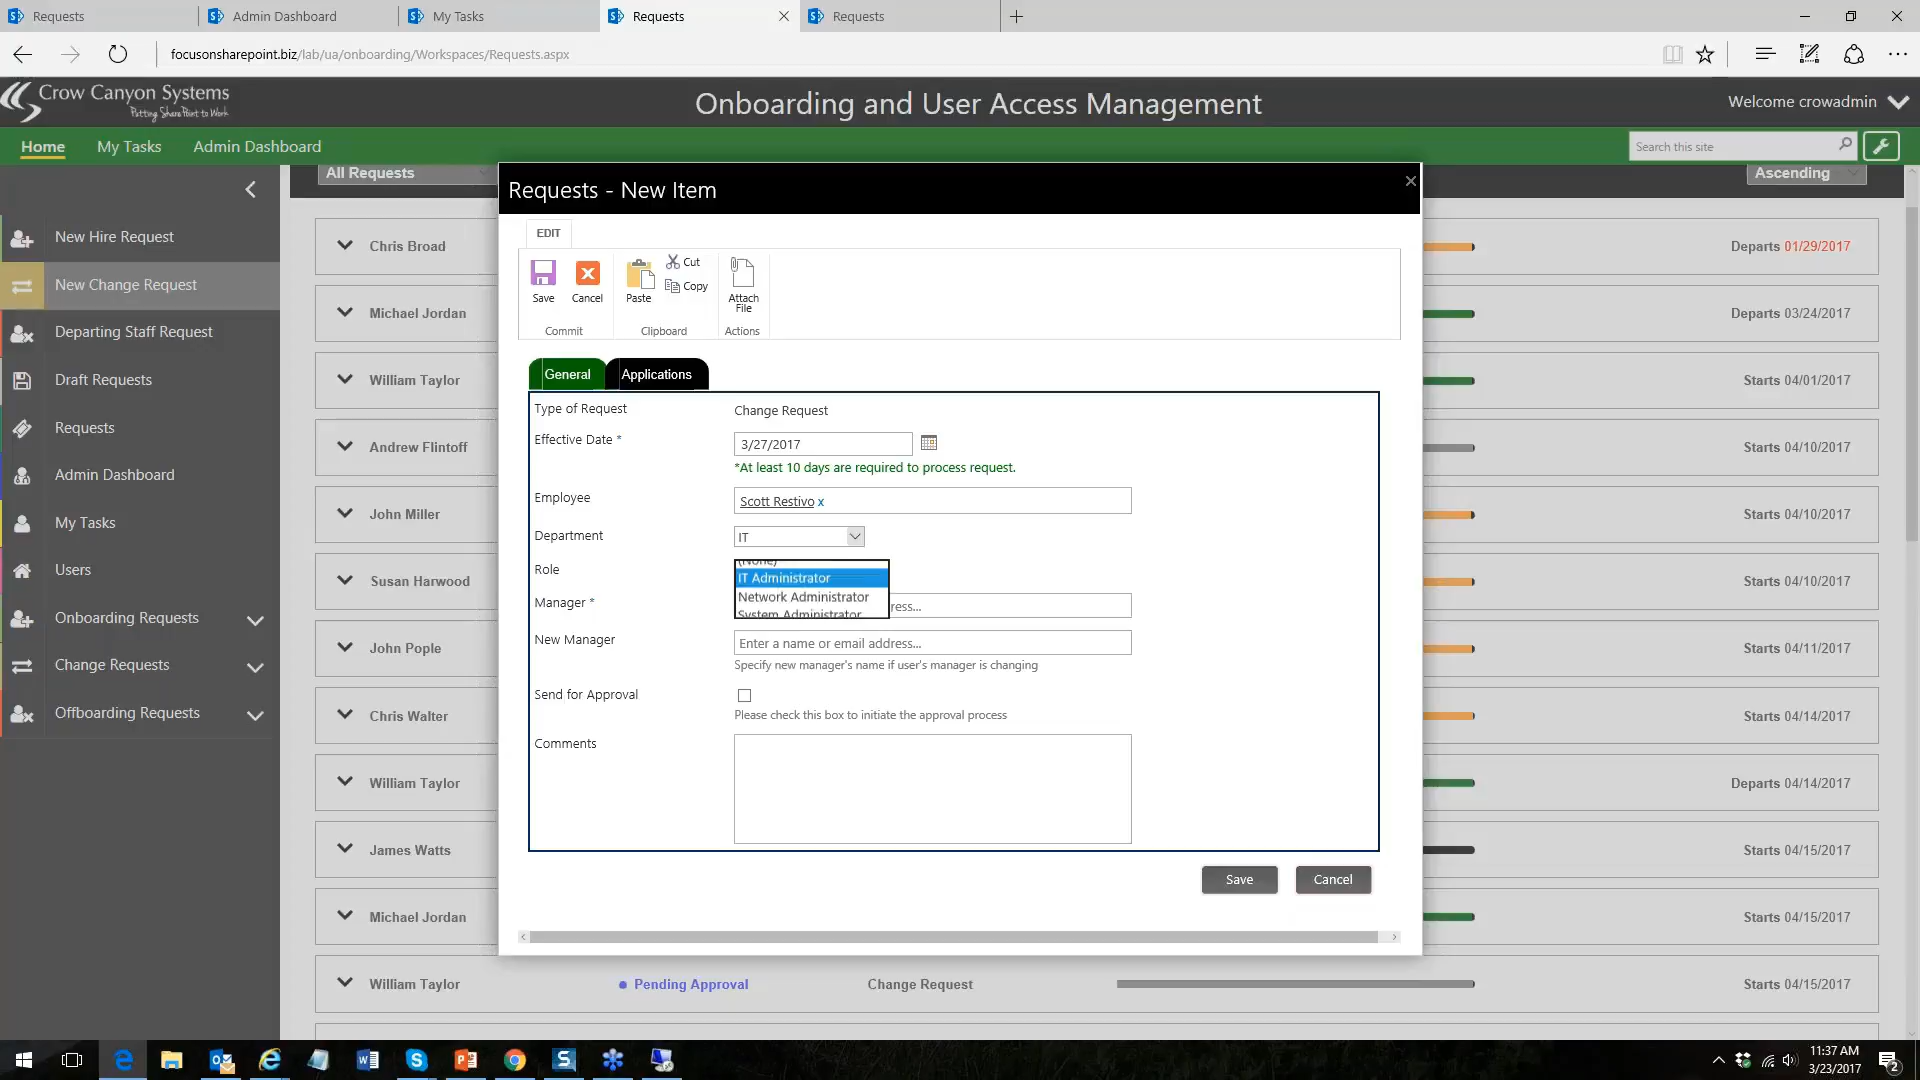 Requests
Admin Dashboard
My Tasks
Requests
Requests
focusonsharepoint.biz/lab/ua/onboarding/Workspaces/Requests.aspx
Crow Canyon Systems
Putting SharePoint to Work
Onboarding and User Access Management
Welcome crowadmin
Home
My Tasks
Admin Dashboard
Search this site
All Requests
Ascending
New Hire Request
New Change Request
Departing Staff Request
Draft Requests
Requests
Admin Dashboard
My Tasks
Users
Onboarding Requests
Change Requests
Offboarding Requests
Requests - New Item
EDIT
Save
Cancel
Paste
Cut
Copy
Attach
File
Commit
Clipboard
Actions
General
Applications
Type of Request
Change Request
Effective Date *
3/27/2017
*At least 10 days are required to process request.
Employee
Scott Restivo x
Department
IT
Role
(None)
IT Administrator
Network Administrator
System Administrator
Manager *
ress...
New Manager
Enter a name or email address...
Specify new manager's name if user's manager is changing
Send for Approval
Please check this box to initiate the approval process
Comments
Save
Cancel
Chris Broad
Departs 01/29/2017
Michael Jordan
Departs 03/24/2017
William Taylor
Starts 04/01/2017
Andrew Flintoff
Starts 04/10/2017
John Miller
Starts 04/10/2017
Susan Harwood
Starts 04/10/2017
John Pople
Starts 04/11/2017
Chris Walter
Starts 04/14/2017
William Taylor
Departs 04/14/2017
James Watts
Starts 04/15/2017
Michael Jordan
Starts 04/15/2017
William Taylor
Pending Approval
Change Request
Starts 04/15/2017
11:37 AM
3/23/2017
2